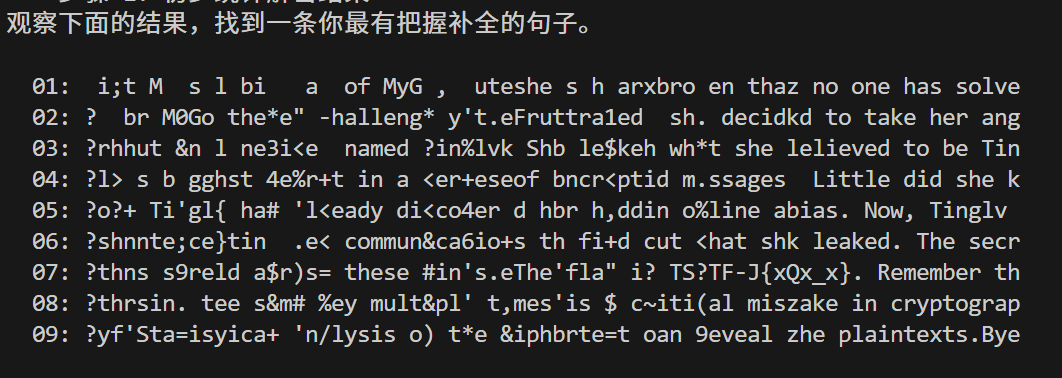 观察下面的结果，找到一条你最有把握补全的句子。
01:  i;t M  s l bi   a  of MyG ,  uteshe s h arxbro en thaz no one has solve
02: ?  br M0Go the*e" -halleng* y't.eFruttra1ed  sh. decidkd to take her ang
03: ?rhhut &n l ne3i<e  named ?in%lvk Shb le$keh wh*t she lelieved to be Tin
04: ?l> s b gghst 4e%r+t in a <er+eseof bncr<ptid m.ssages  Little did she k
05: ?o?+ Ti'gl{ ha# 'l<eady di<co4er d hbr h,ddin o%line abias. Now, Tinglv
06: ?shnnte;ce}tin  .e< commun&ca6io+s th fi+d cut <hat shk leaked. The secr
07: ?thns s9reld a$r)s= these #in's.eThe'fla" i? TS?TF-J{xQx_x}. Remember th
08: ?thrsin. tee s&m# %ey mult&pl' t,mes'is $ c~iti(al miszake in cryptograp
09: ?yf'Sta=isyica+ 'n/lysis o) t*e &iphbrte=t oan 9eveal zhe plaintexts.Bye